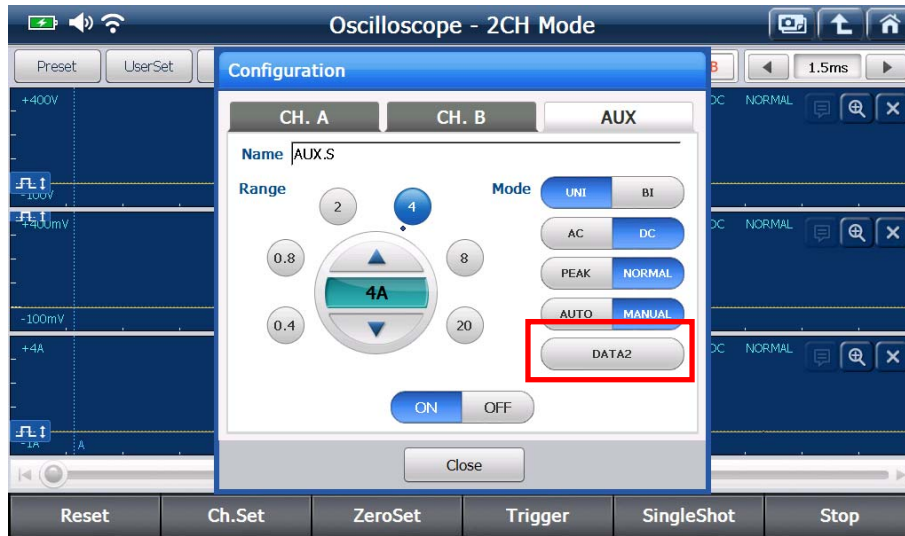 Oscilloscope - 2CH Mode
Preset
UserSet
B
1.5ms
Configuration
CH. A
CH. B
AUX
Name AUX.S
Range
Mode
2
4
0.8
8
0.4
20
4A
UNI
BI
AC
DC
PEAK
NORMAL
AUTO
MANUAL
DATA2
ON
OFF
Close
+400V
DC NORMAL
-100V
+400mV
DC NORMAL
-100mV
+4A
DC NORMAL
-1A
A
Reset
Ch.Set
ZeroSet
Trigger
SingleShot
Stop